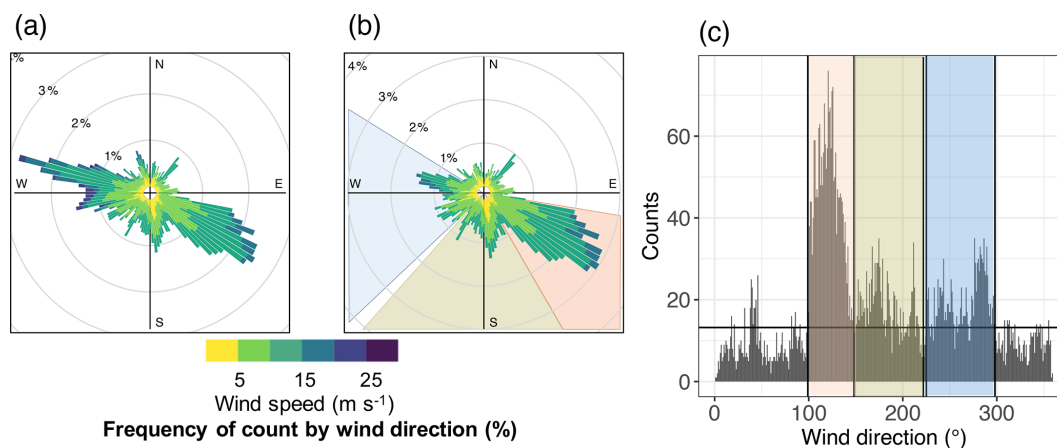 (a)
N
%
3%
2%
1%
W
E
S
(b)
N
4%
3%
2%
1%
W
E
S
5 15 25
Wind speed (m s⁻¹)
Frequency of count by wind direction (%)
(c)
Counts
60
40
20
0
0 100 200 300
Wind direction (°)